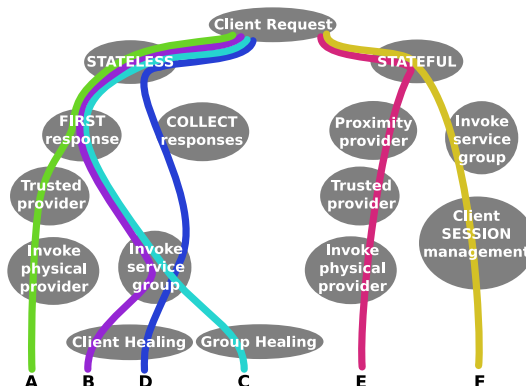 Client Request
STATELESS
STATEFUL
FIRST
response
COLLECT
responses
Proximity
provider
Invoke
service
group
Trusted
provider
Trusted
provider
Invoke
physical
provider
Invoke
service
group
Invoke
physical
provider
Client
SESSION
management
Client Healing
Group Healing
A
B
D
C
E
F